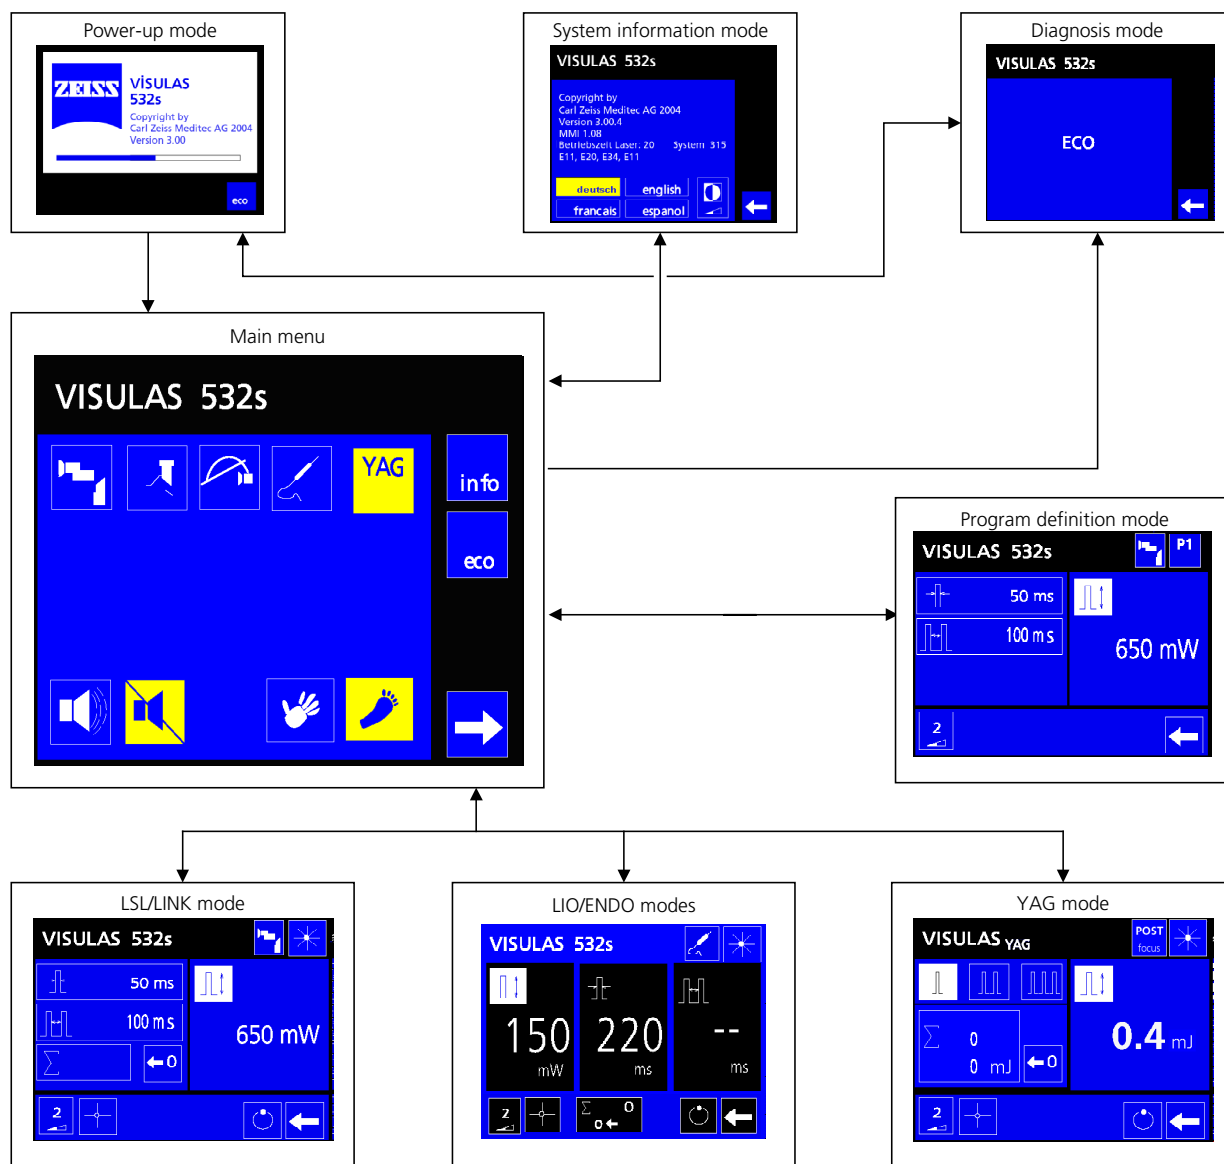 Power-up mode
ZEISS
VISULAS
532s
Copyright by
Carl Zeiss Meditec AG 2004
Version 3.00
eco
System information mode
VISULAS 532s
Copyright by
Carl Zeiss Meditec AG 2004
Version 3.00.4
MMI 1.08
Betriebszeit Laser: 20 System 315
E11, E20, E34, E11
deutsch english
francais espanol
Diagnosis mode
VISULAS 532s
ECO
Main menu
VISULAS 532s
YAG
info
eco
Program definition mode
VISULAS 532s P1
50 ms
100 ms
650 mW
2
LSL/LINK mode
VISULAS 532s
50 ms
100 ms
650 mW
Σ ←0
2
LIO/ENDO modes
VISULAS 532s
150 220 --
mW ms ms
2 Σ 0
0←
YAG mode
VISULAS YAG POST
focus
Σ 0
0 mJ ←0
0.4 mJ
2